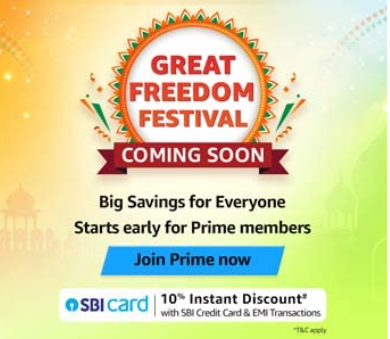 GREAT
FREEDOM
FESTIVAL
COMING SOON
Big Savings for Everyone
Starts early for Prime members
Join Prime now
SBI card
10% Instant Discount#
with SBI Credit Card & EMI Transactions
*T&C apply